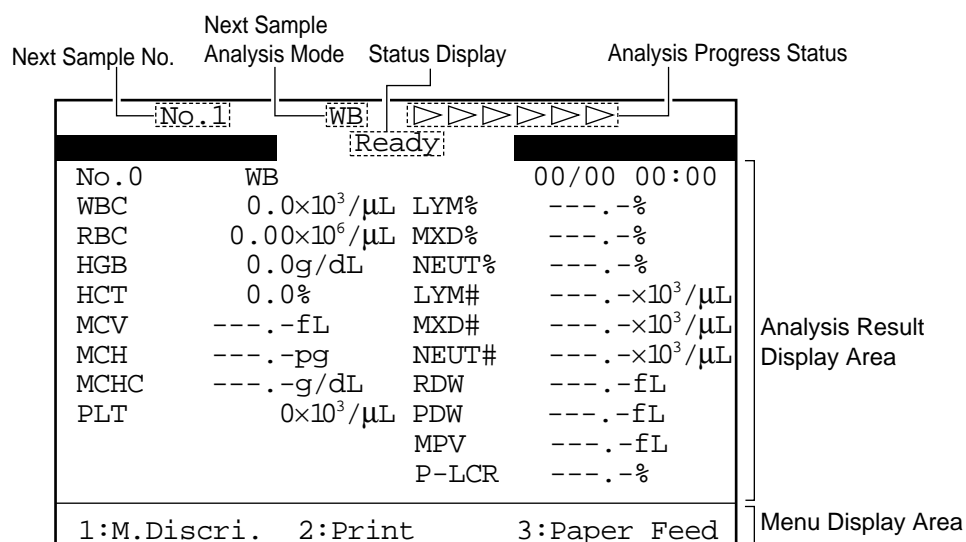 Next Sample No.
Next Sample
Analysis Mode
Status Display
Analysis Progress Status
No.1 WB
Ready
No.0 WB 00/00 00:00
WBC 0.0×10³/µL LYM% ---.-%
RBC 0.00×10⁶/µL MXD% ---.-%
HGB 0.0g/dL NEUT% ---.-%
HCT 0.0% LYM# ---.-×10³/µL
MCV ---.-fL MXD# ---.-×10³/µL
MCH ---.-pg NEUT# ---.-×10³/µL
MCHC ---.-g/dL RDW ---.-fL
PLT 0×10³/µL PDW ---.-fL
MPV ---.-fL
P-LCR ---.-%
Analysis Result
Display Area
1:M.Discri. 2:Print 3:Paper Feed
Menu Display Area